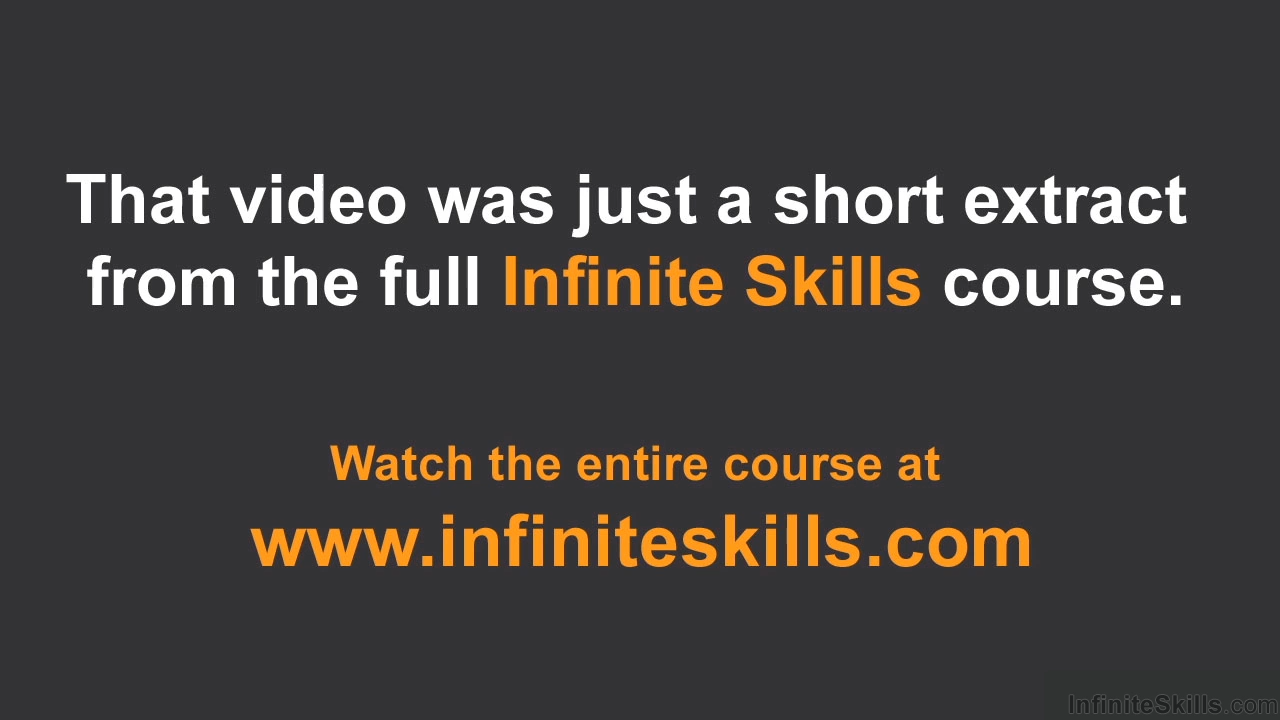 That video was just a short extract
from the full Infinite Skills course.
Watch the entire course at
www.infiniteskills.com
InfiniteSkills.com